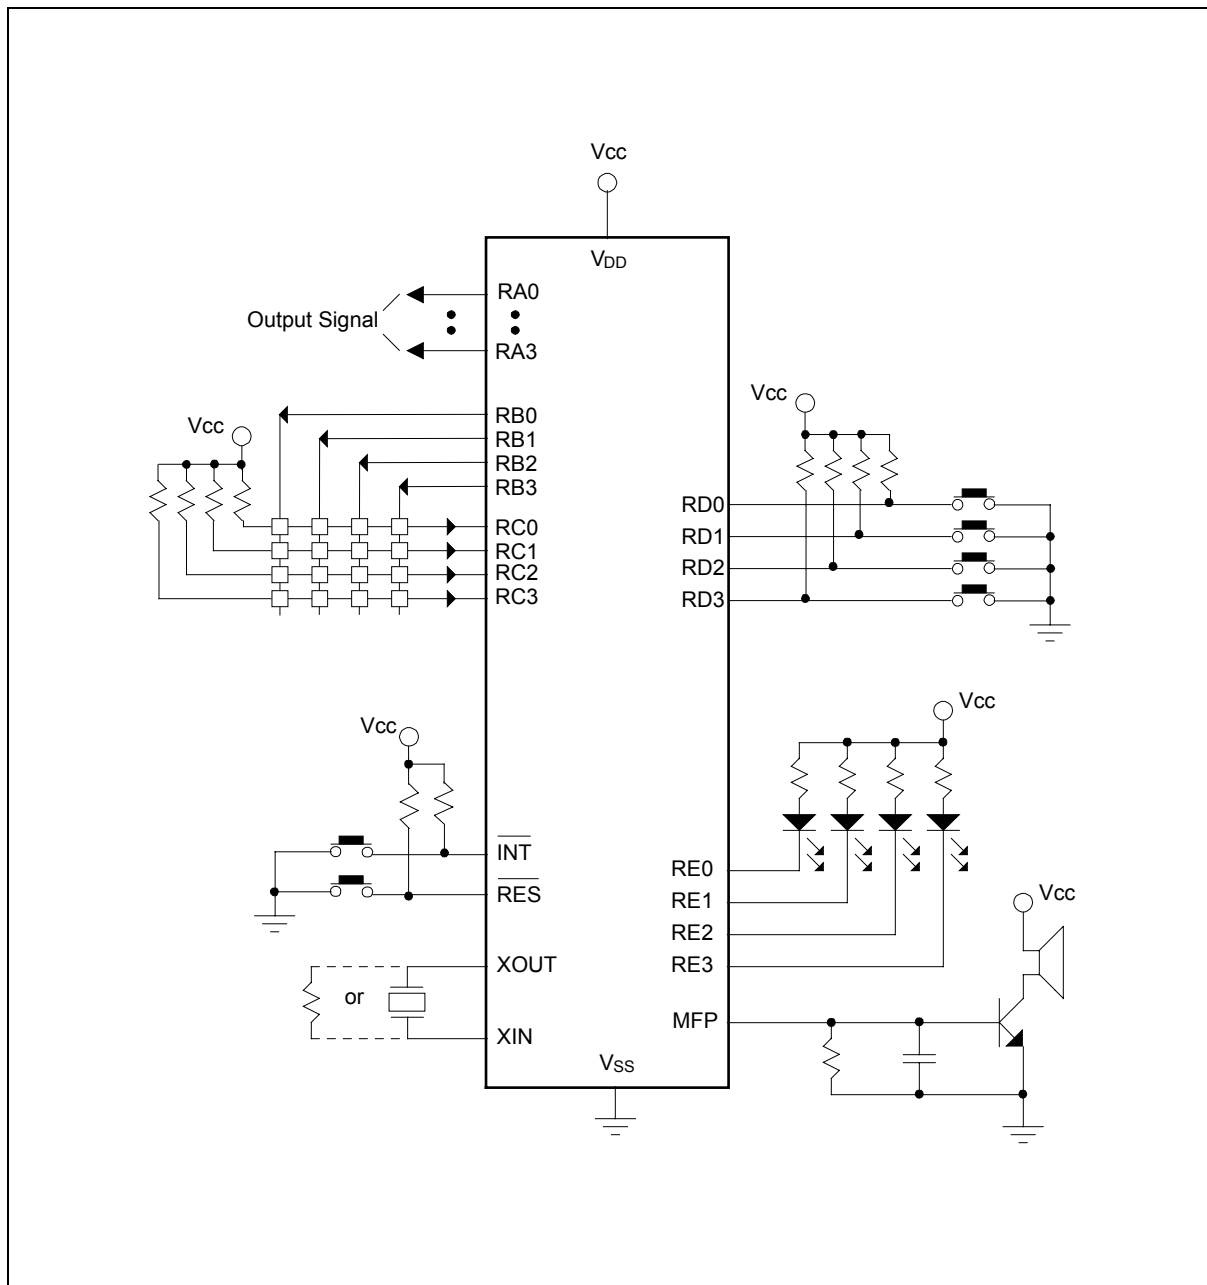 Vcc
VDD
RA0
Output Signal
RA3
RB0
Vcc
RB1
RB2
RB3
RC0
RC1
RC2
RC3
Vcc
RD0
RD1
RD2
RD3
Vcc
INT
RES
XOUT
or
XIN
Vcc
RE0
RE1
RE2
RE3
Vcc
MFP
VSS